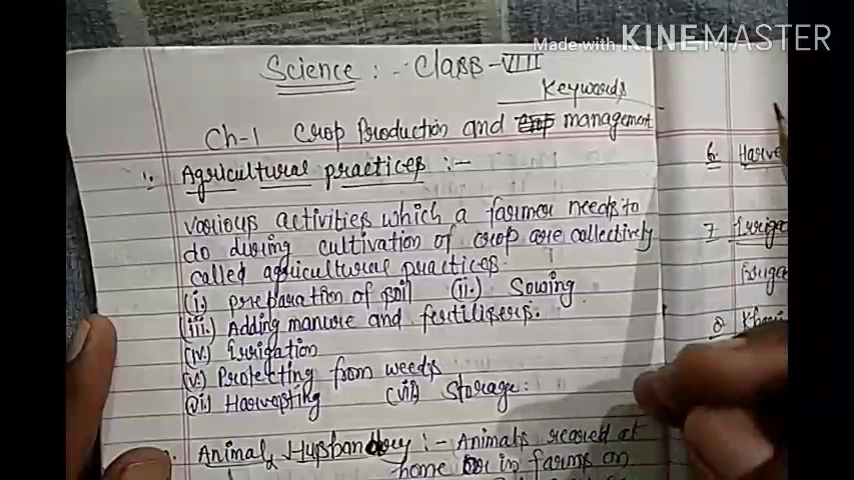 Made with KINEMASTER
Science :- Class-VIII
Keywords
Ch-1 Crop Production and management
1. Agricultural practices :-
various activities which a farmer needs to
do during cultivation of crop are collectively
called agricultural practices.
(i.) preparation of soil (ii.) Sowing
(iii.) Adding manure and fertilisers.
(iv.) Irrigation
(v.) Protecting from weeds
(vi.) Harvesting (vii) Storage:
Animal Husbandry :- Animals reared at
home or in farms on
6. Harve
7 Irriga
Irriga
8 Khari